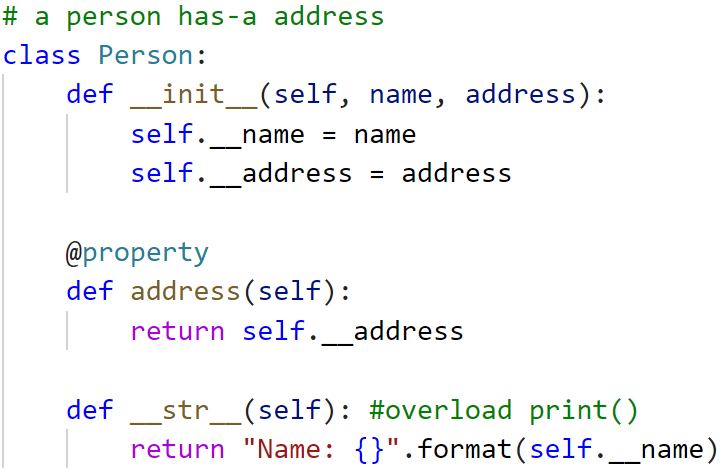 # a person has-a address
class Person:
    def __init__(self, name, address):
        self.__name = name
        self.__address = address

    @property
    def address(self):
        return self.__address

    def __str__(self): #overload print()
        return "Name: {}".format(self.__name)